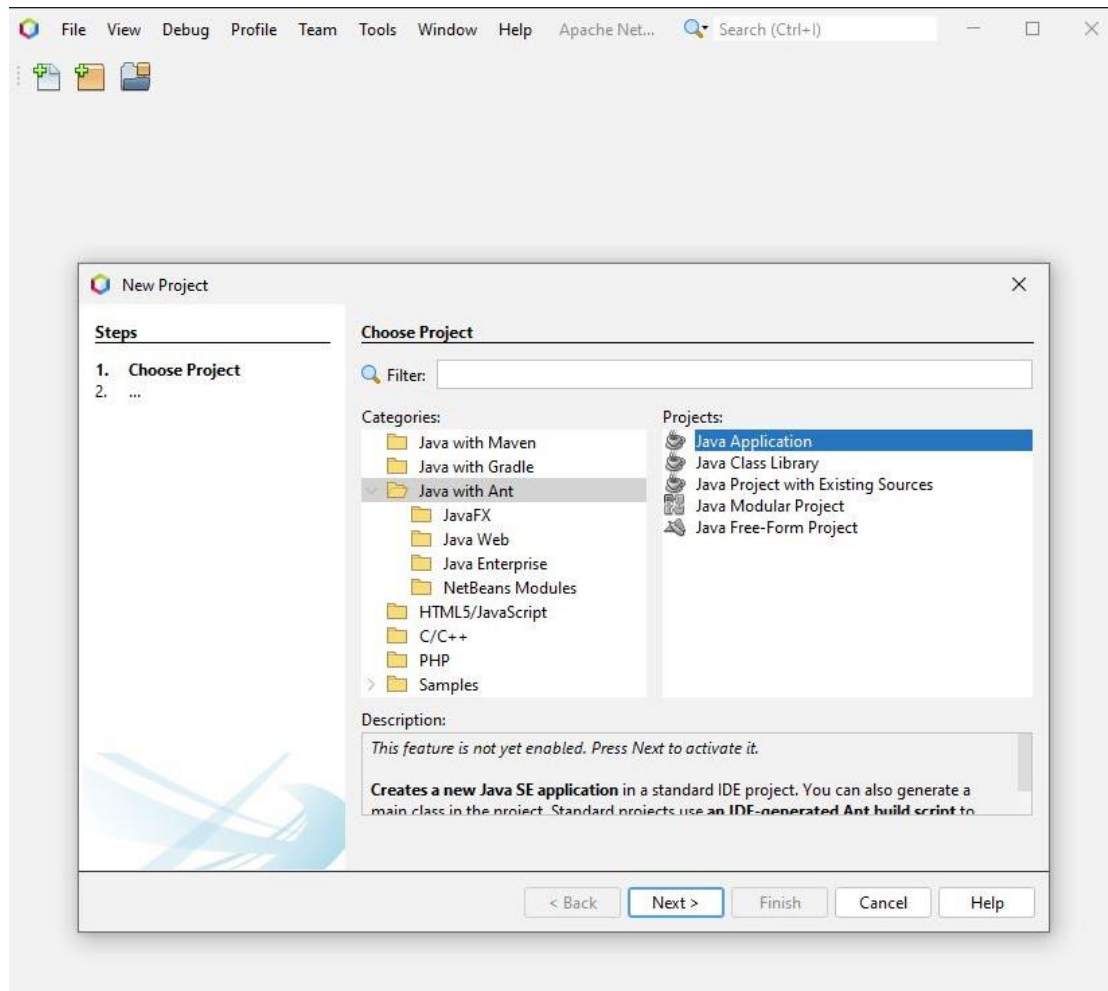 File View Debug Profile Team Tools Window Help Apache Net... Search (Ctrl+I)
New Project
Steps
1. Choose Project
2. ...
Choose Project
Filter:
Categories:
Java with Maven
Java with Gradle
Java with Ant
JavaFX
Java Web
Java Enterprise
NetBeans Modules
HTML5/JavaScript
C/C++
PHP
Samples
Projects:
Java Application
Java Class Library
Java Project with Existing Sources
Java Modular Project
Java Free-Form Project
Description:
This feature is not yet enabled. Press Next to activate it.
Creates a new Java SE application in a standard IDE project. You can also generate a
main class in the project. Standard projects use an IDE-generated Ant build script to
< Back Next > Finish Cancel Help